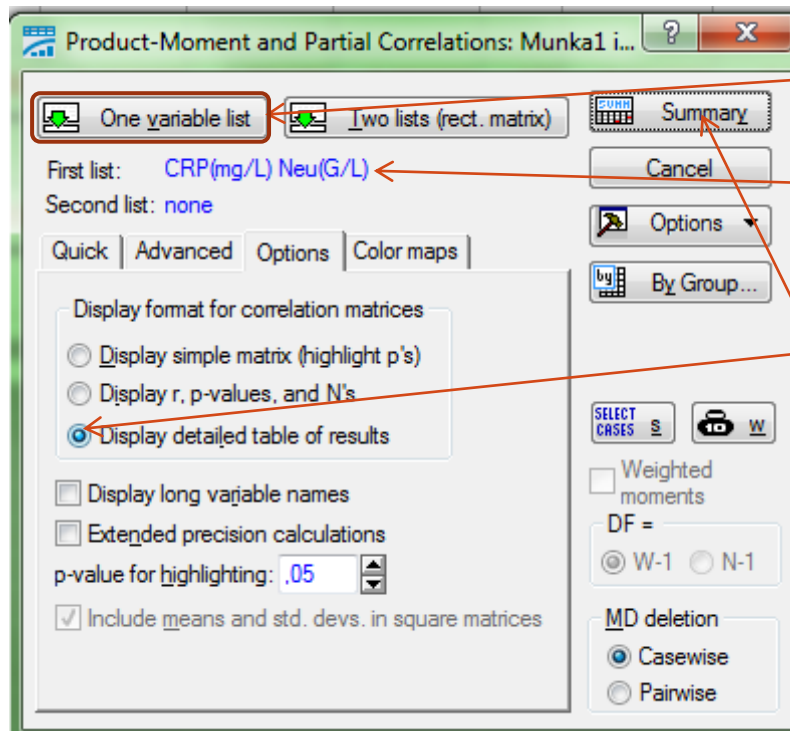 Product-Moment and Partial Correlations: Munka1 i...
One variable list
Two lists (rect. matrix)
Summary
First list: CRP(mg/L) Neu(G/L)
Cancel
Second list: none
Options
Quick
Advanced
Options
Color maps
by
By Group...
Display format for correlation matrices
Display simple matrix (highlight p's)
Display r, p-values, and N's
Display detailed table of results
SELECT
CASES
S
W
Display long variable names
Weighted
moments
Extended precision calculations
DF =
p-value for highlighting: ,05
W-1
N-1
Include means and std. devs. in square matrices
MD deletion
Casewise
Pairwise